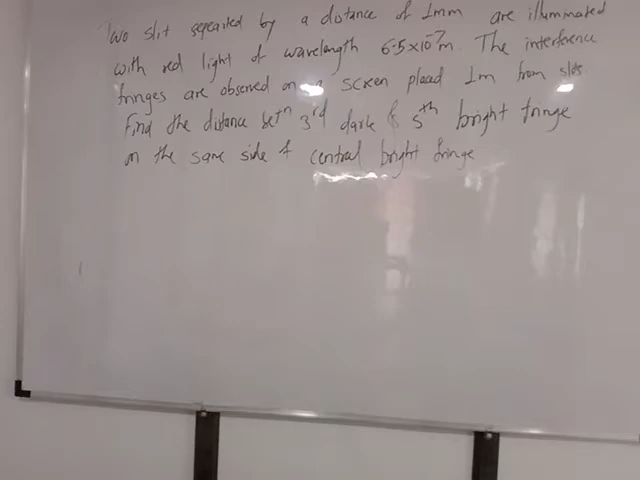 Two slit sepearted by a distance of 1mm are illuminated
with red light of wavelength 6.5×10⁻⁷m. The interference
fringes are observed on a screen placed 1m from slits
Find the distance betⁿ 3ʳᵈ dark & 5ᵗʰ bright fringe
on the same side of central bright fringe